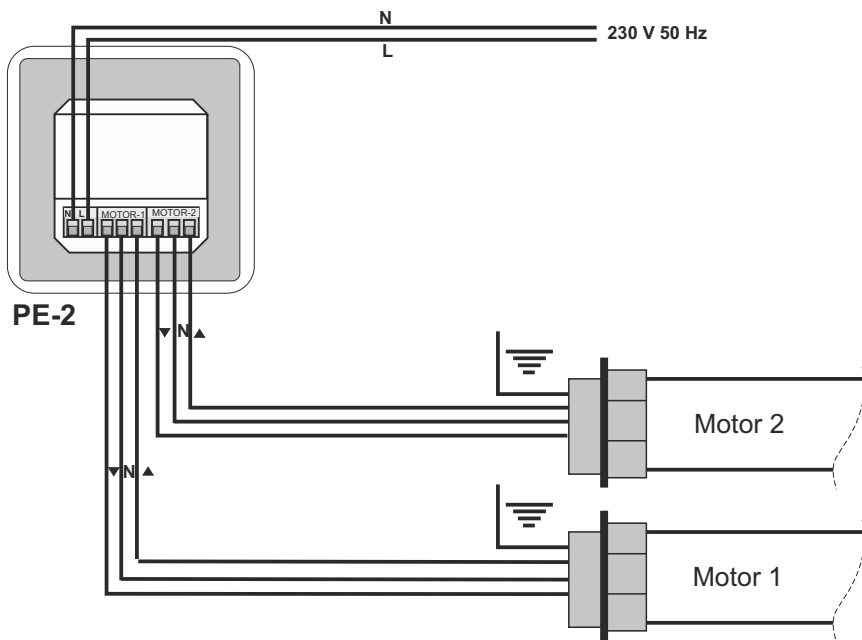 N
230 V 50 Hz
L
N L MOTOR-1 MOTOR-2
PE-2
▼ N ▲
Motor 2
▼ N ▲
Motor 1